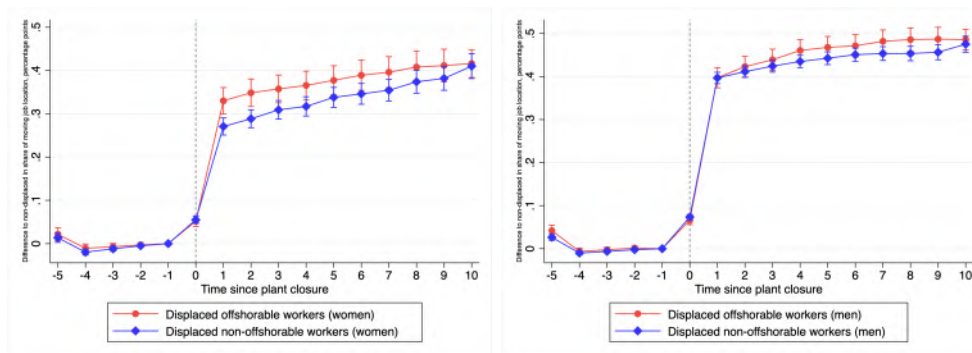 Difference to non-displaced in share of moving job location, percentage points
.5
.4
.3
.2
.1
0
-5 -4 -3 -2 -1 0 1 2 3 4 5 6 7 8 9 10
Time since plant closure
Displaced offshorable workers (women)
Displaced non-offshorable workers (women)
Difference to non-displaced in share of moving job location, percentage points
.5
.4
.3
.2
.1
0
-5 -4 -3 -2 -1 0 1 2 3 4 5 6 7 8 9 10
Time since plant closure
Displaced offshorable workers (men)
Displaced non-offshorable workers (men)